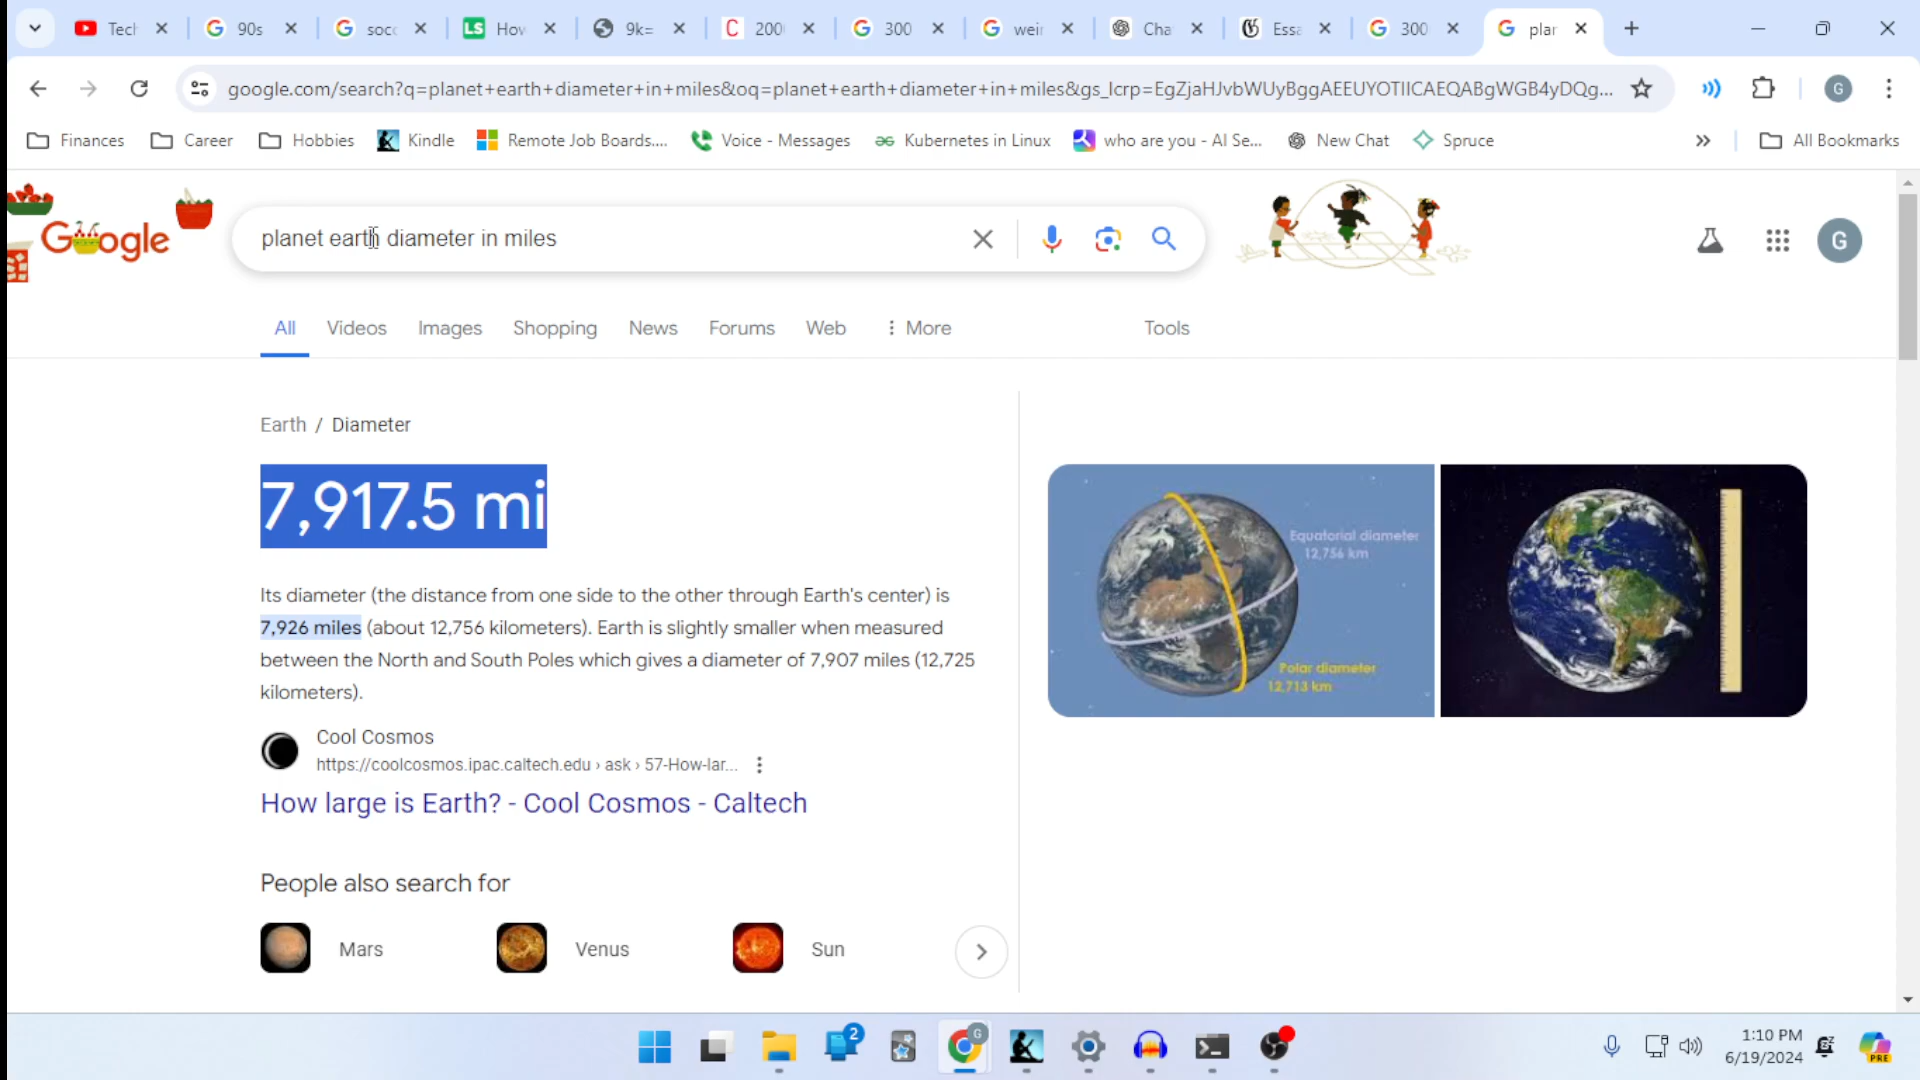 Tech
90s
socc
How
9k=
200
300
weir
Cha
Essa
300
plar
google.com/search?q=planet+earth+diameter+in+miles&oq=planet+earth+diameter+in+miles&gs_lcrp=EgZjaHJvbWUyBggAEEUYOTIICAEQABgWGB4yDQg...
G
Finances
Career
Hobbies
Kindle
Remote Job Boards....
Voice - Messages
Kubernetes in Linux
who are you - AI Se...
New Chat
Spruce
All Bookmarks
Google
planet earth diameter in miles
G
All
Videos
Images
Shopping
News
Forums
Web
More
Tools
Earth / Diameter
7,917.5 mi
Its diameter (the distance from one side to the other through Earth's center) is
7,926 miles (about 12,756 kilometers). Earth is slightly smaller when measured
between the North and South Poles which gives a diameter of 7,907 miles (12,725
kilometers).
Equatorial diameter
12,756 km
Polar diameter
12,713 km
Cool Cosmos
https://coolcosmos.ipac.caltech.edu › ask › 57-How-lar...
How large is Earth? - Cool Cosmos - Caltech
People also search for
Mars
Venus
Sun
2
G
1:10 PM
6/19/2024
PRE